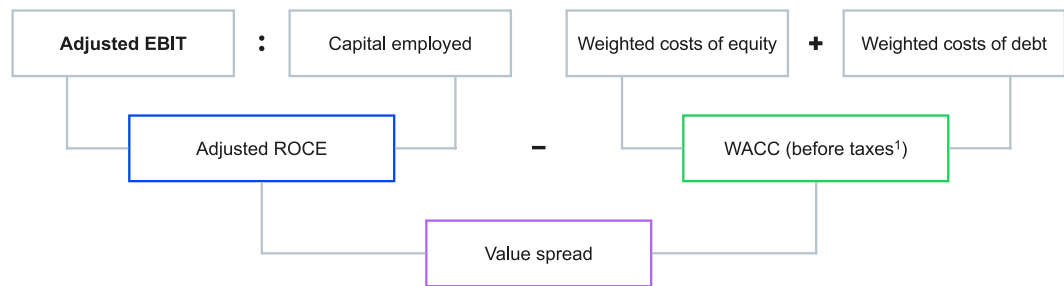 Adjusted EBIT : Capital employed Weighted costs of equity + Weighted costs of debt
Adjusted ROCE – WACC (before taxes¹)
Value spread